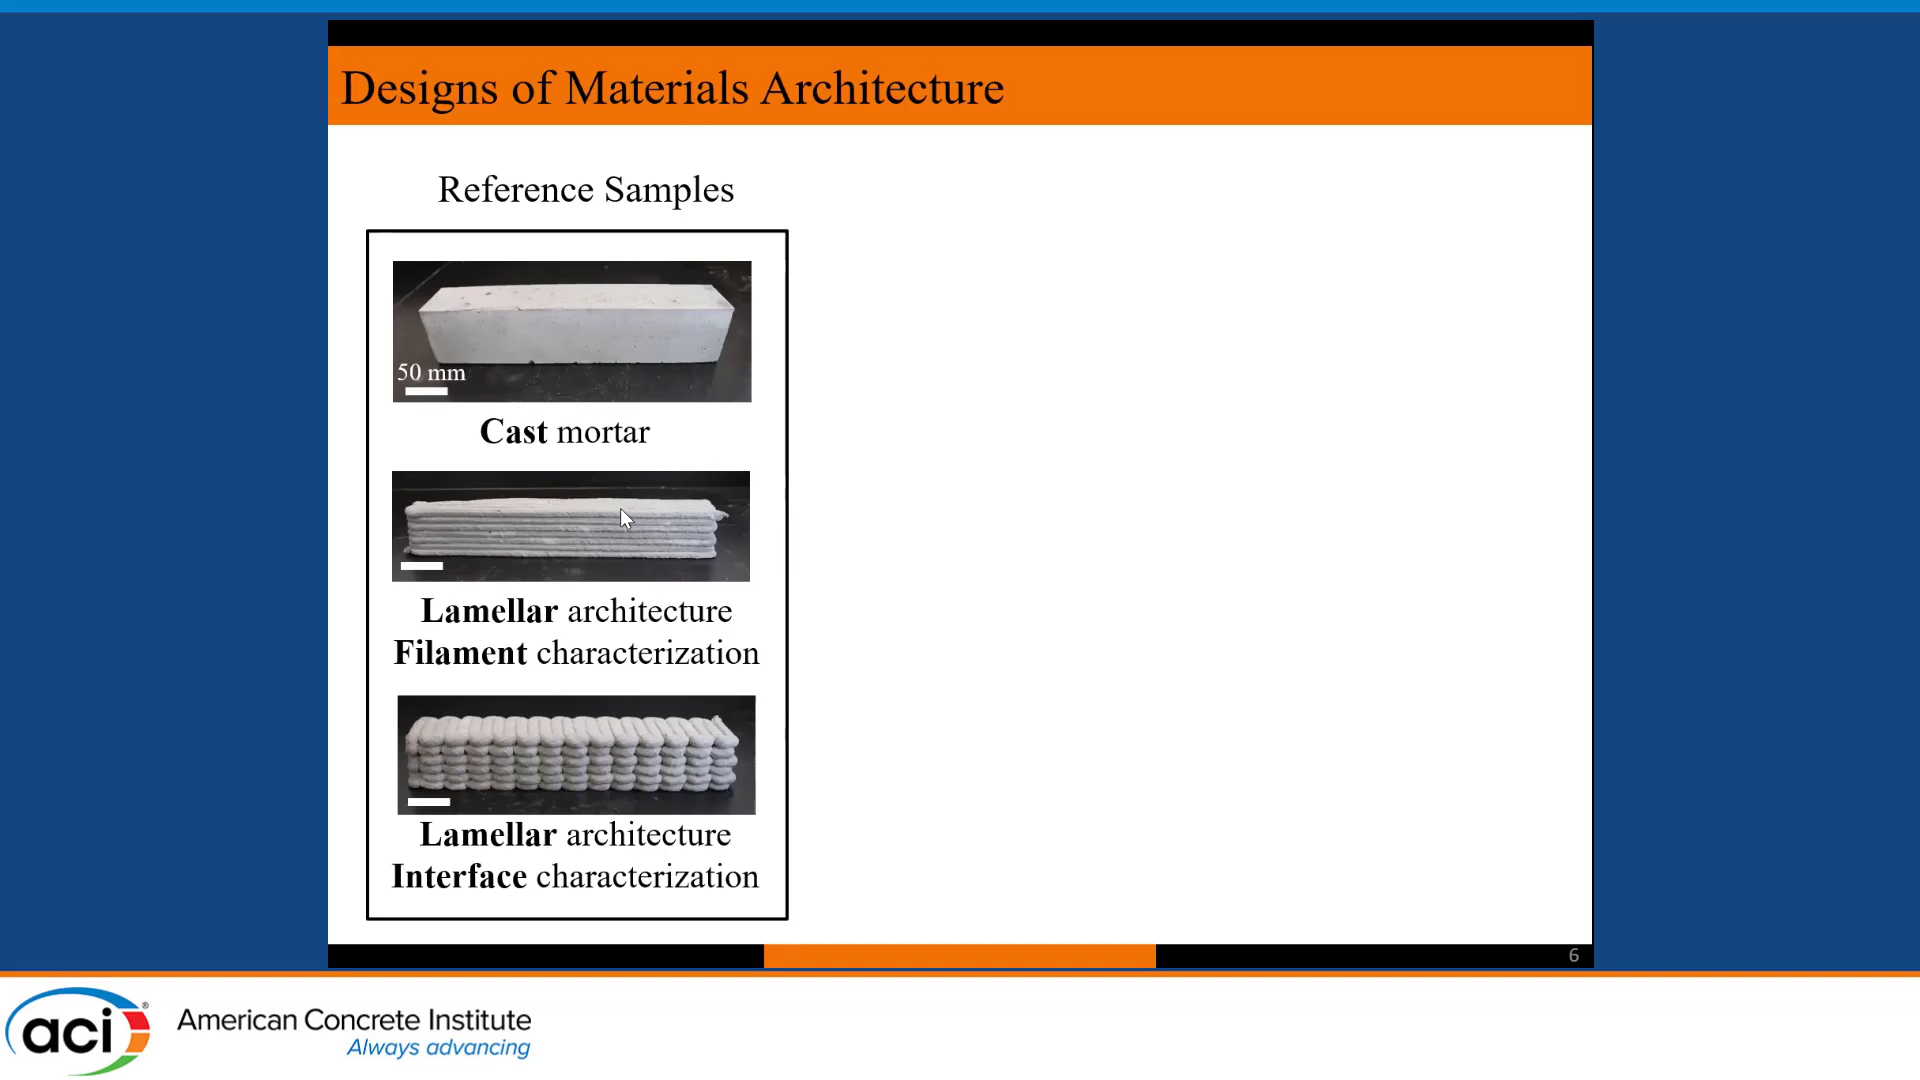 Designs of Materials Architecture
Reference Samples
50 mm
Cast mortar
Lamellar architecture
Filament characterization
Lamellar architecture
Interface characterization
6
aci®
American Concrete Institute
Always advancing